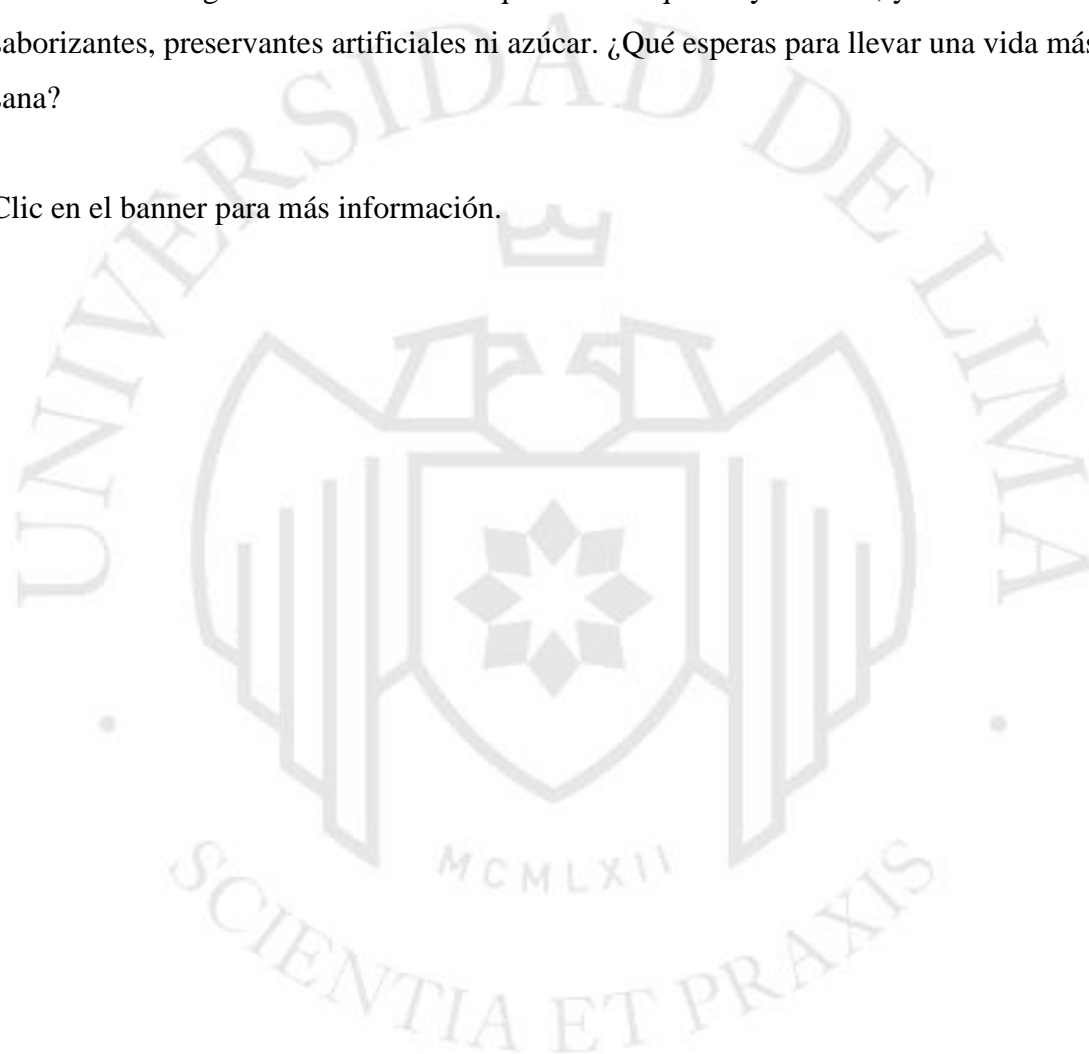 saborizantes, preservantes artificiales ni azúcar. ¿Qué esperas para llevar una vida más
sana?
Clic en el banner para más información.
UNIVERSIDAD DE LIMA
MCMLXII
SCIENTIA ET PRAXIS